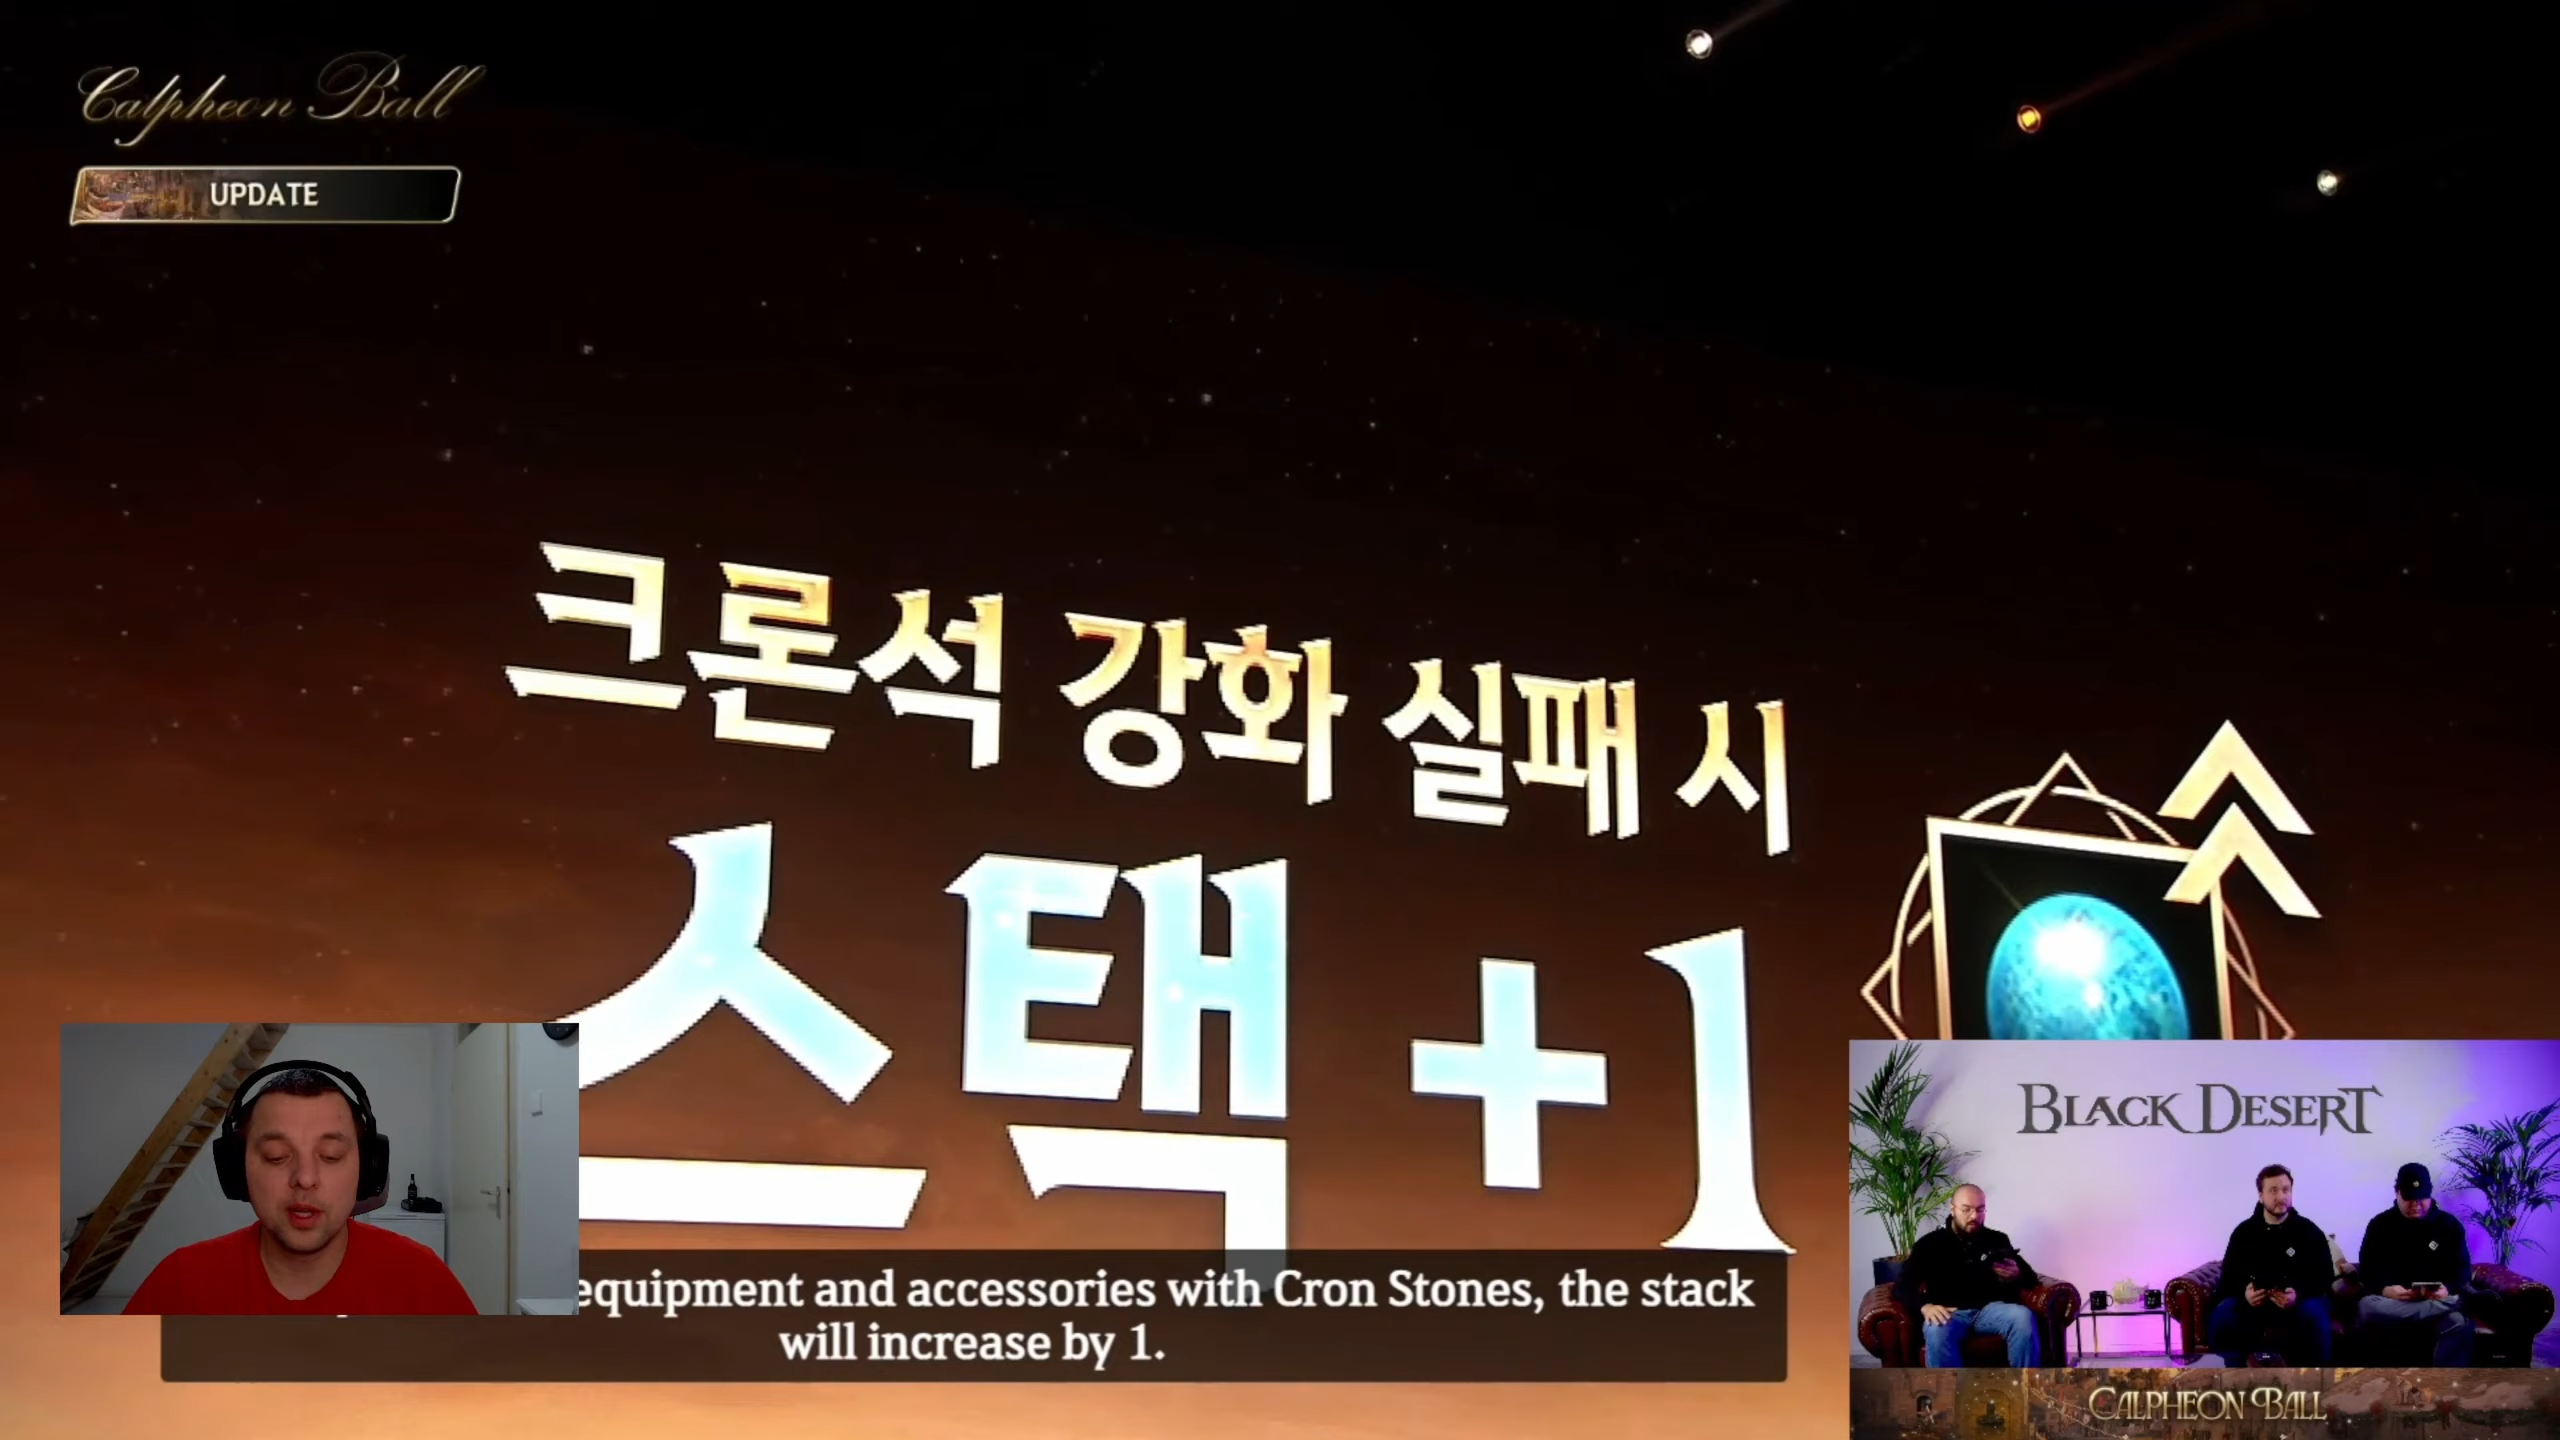 Calpheon Ball
UPDATE
크론석 강화 실패 시
스택 +1
equipment and accessories with Cron Stones, the stack
will increase by 1.
BLACK DESERT
CALPHEON BALL